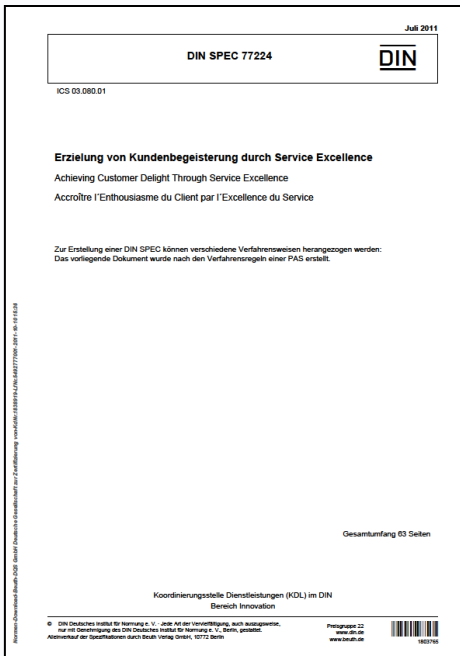 Juli 2011
DIN SPEC 77224
DIN
ICS 03.080.01
Erzielung von Kundenbegeisterung durch Service Excellence
Achieving Customer Delight Through Service Excellence
Accroître l´Enthousiasme du Client par l´Excellence du Service
Zur Erstellung einer DIN SPEC können verschiedene Verfahrensweisen herangezogen werden:
Das vorliegende Dokument wurde nach den Verfahrensregeln einer PAS erstellt.
Gesamtumfang 63 Seiten
Koordinierungsstelle Dienstleistungen (KDL) im DIN
Bereich Innovation
© DIN Deutsches Institut für Normung e. V. · Jede Art der Vervielfältigung, auch auszugsweise,
nur mit Genehmigung des DIN Deutsches Institut für Normung e. V., Berlin, gestattet.
Alleinverkauf der Spezifikationen durch Beuth Verlag GmbH, 10772 Berlin
Preisgruppe 22
www.din.de
www.beuth.de
1803765